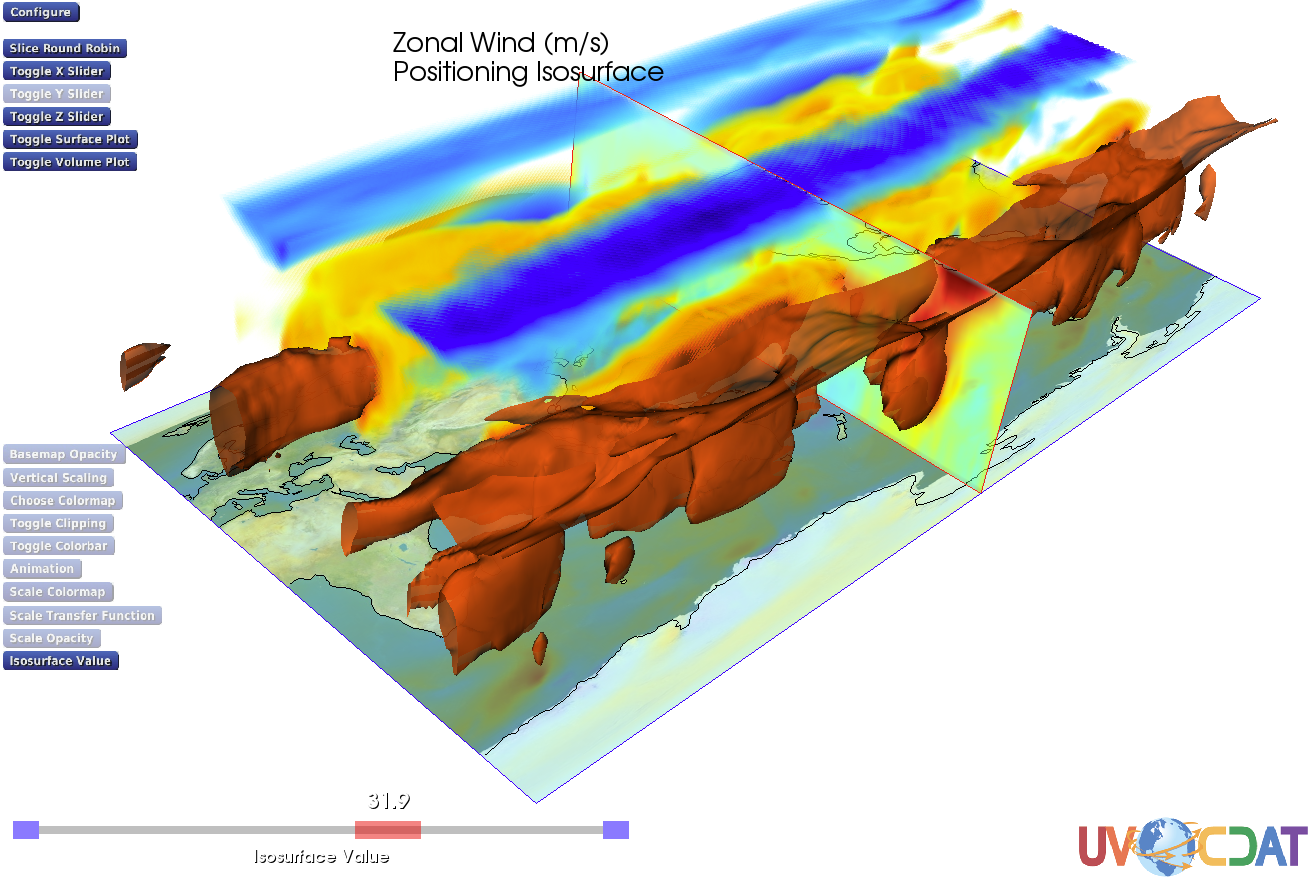 Configure
Zonal Wind (m/s)
Positioning Isosurface
Slice Round Robin
Toggle X Slider
Toggle Y Slider
Toggle Z Slider
Toggle Surface Plot
Toggle Volume Plot
Basemap Opacity
Vertical Scaling
Choose Colormap
Toggle Clipping
Toggle Colorbar
Animation
Scale Colormap
Scale Transfer Function
Scale Opacity
Isosurface Value
31.9
Isosurface Value
UV CDAT